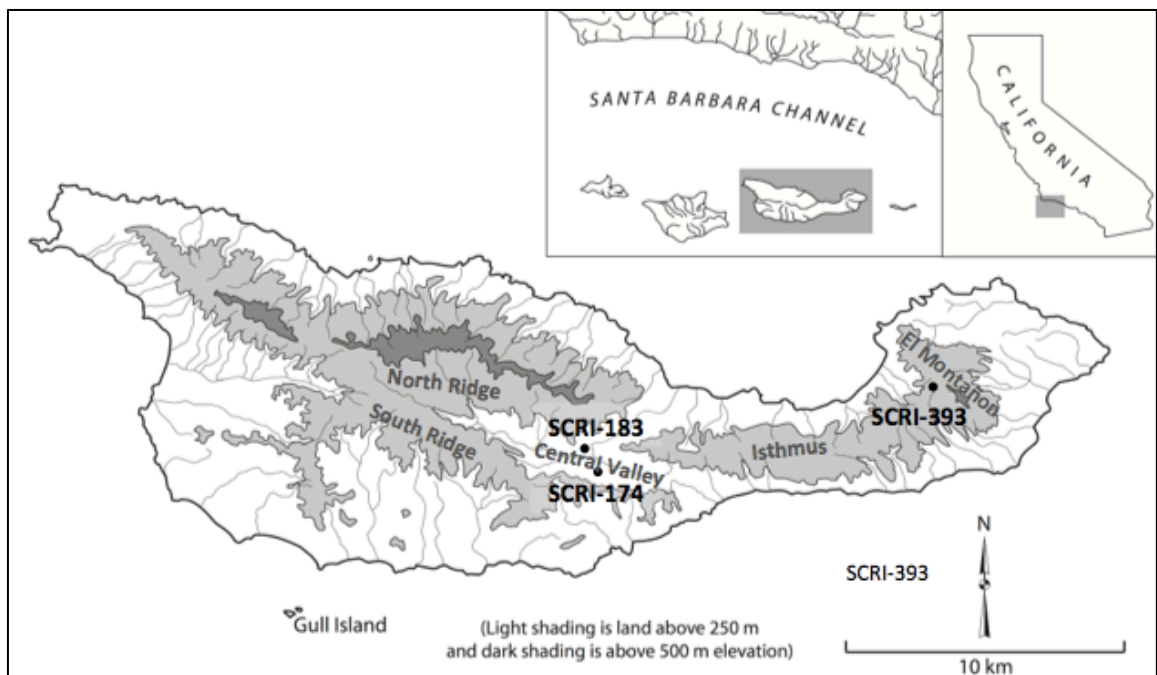 SANTA BARBARA CHANNEL
CALIFORNIA
North Ridge
South Ridge
El Montañon
SCRI-393
SCRI-183
Isthmus
Central Valley
SCRI-174
N
SCRI-393
Gull Island
(Light shading is land above 250 m
and dark shading is above 500 m elevation)
10 km